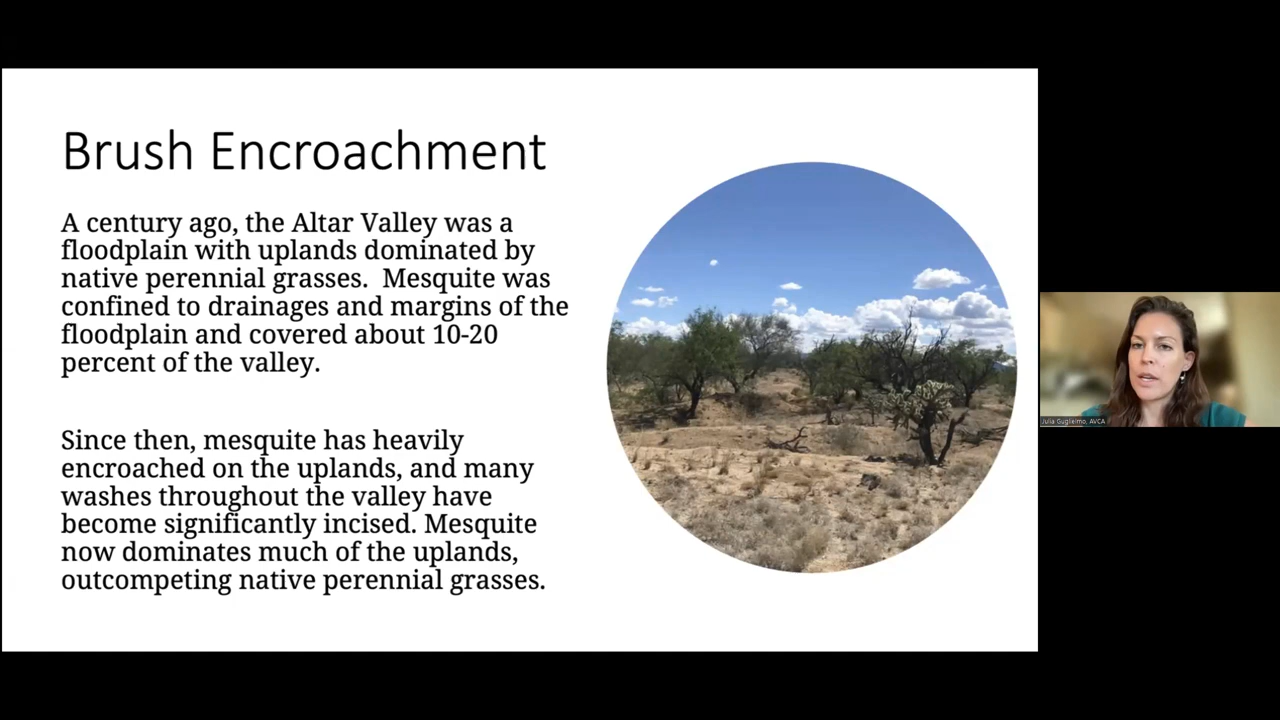 Brush Encroachment
A century ago, the Altar Valley was a
floodplain with uplands dominated by
native perennial grasses.  Mesquite was
confined to drainages and margins of the
floodplain and covered about 10-20
percent of the valley.
Since then, mesquite has heavily
encroached on the uplands, and many
washes throughout the valley have
become significantly incised. Mesquite
now dominates much of the uplands,
outcompeting native perennial grasses.
Julia Guglielmo, AVCA